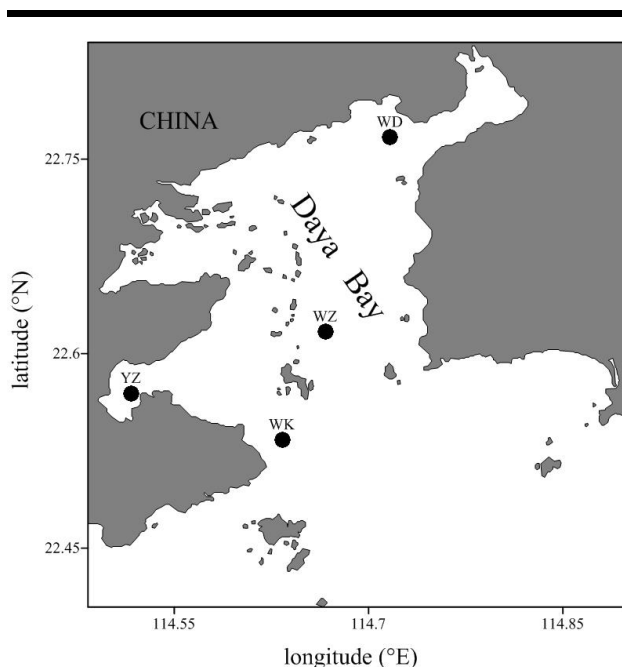 CHINA
WD
22.75
Daya Bay
WZ
22.6
YZ
WK
22.45
latitude (°N)
114.55 114.7 114.85
longitude (°E)